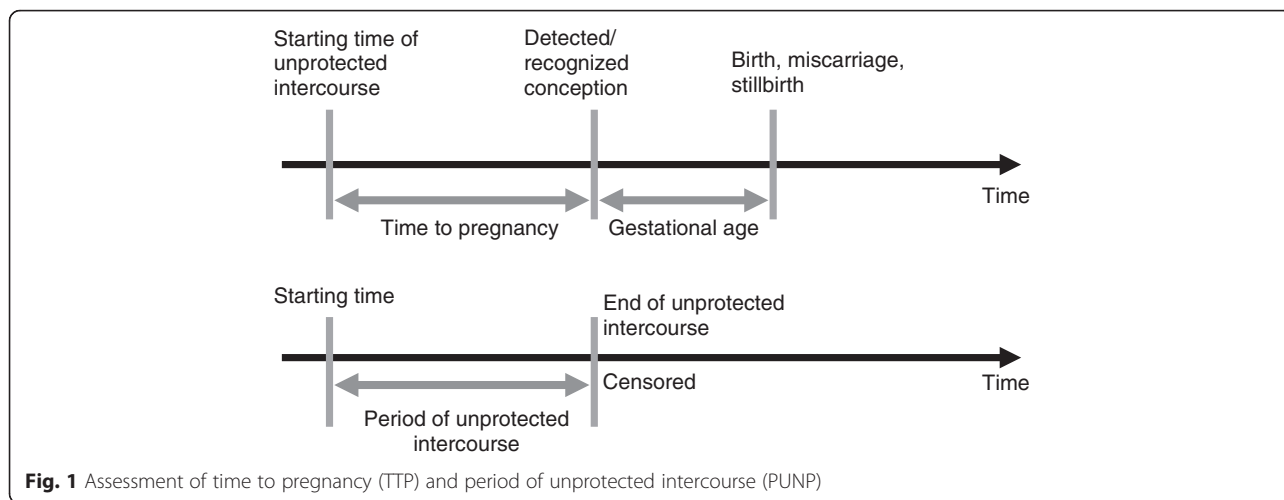 Starting time of
unprotected
intercourse
Detected/
recognized
conception
Birth, miscarriage,
stillbirth
Time
Time to pregnancy
Gestational age
Starting time
End of unprotected
intercourse
Censored
Time
Period of unprotected
intercourse
Fig. 1 Assessment of time to pregnancy (TTP) and period of unprotected intercourse (PUNP)